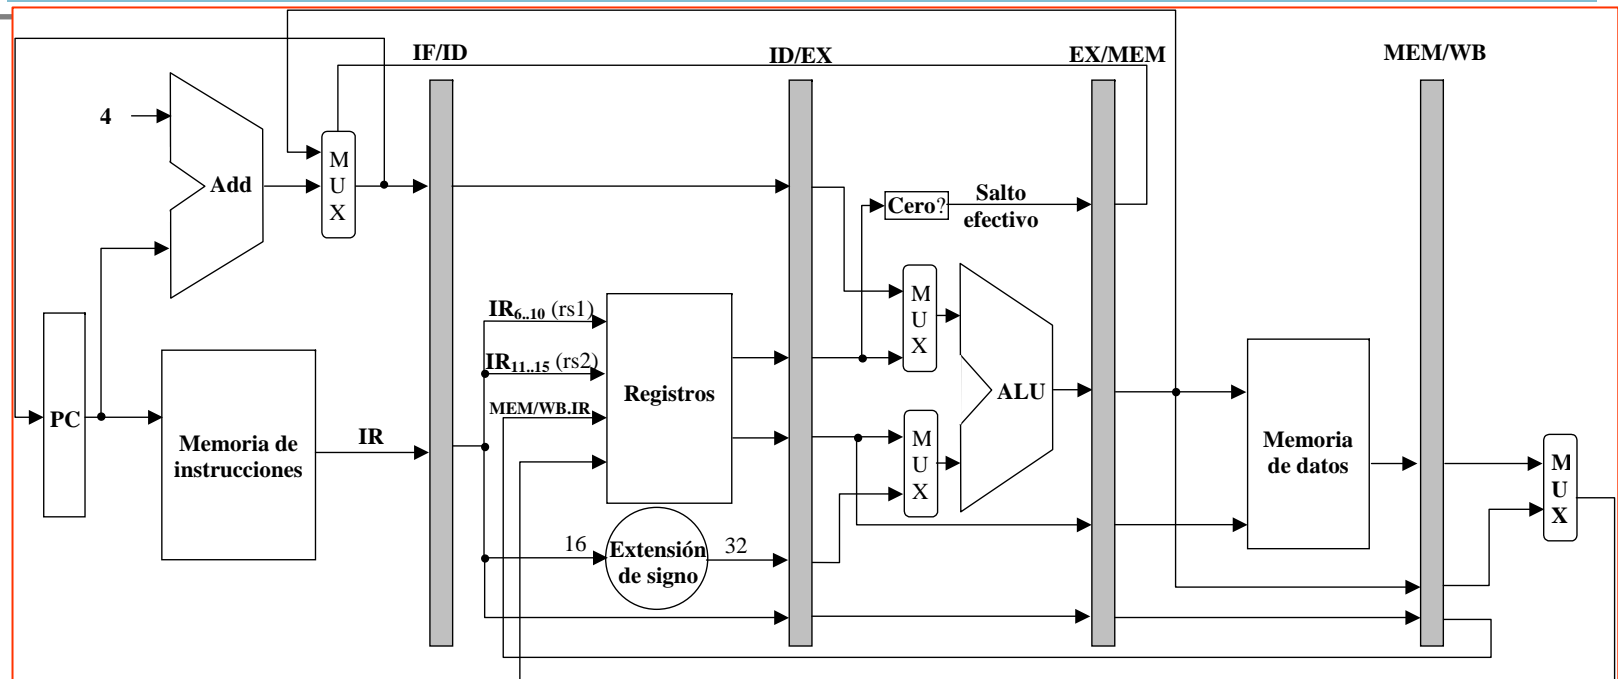 IF/ID
ID/EX
EX/MEM
MEM/WB
4
Add
M
U
X
Cero?
Salto
efectivo
PC
Memoria de
instrucciones
IR
IR6..10 (rs1)
IR11..15 (rs2)
MEM/WB.IR
Registros
16
Extensión
de signo
32
M
U
X
M
U
X
ALU
Memoria
de datos
M
U
X